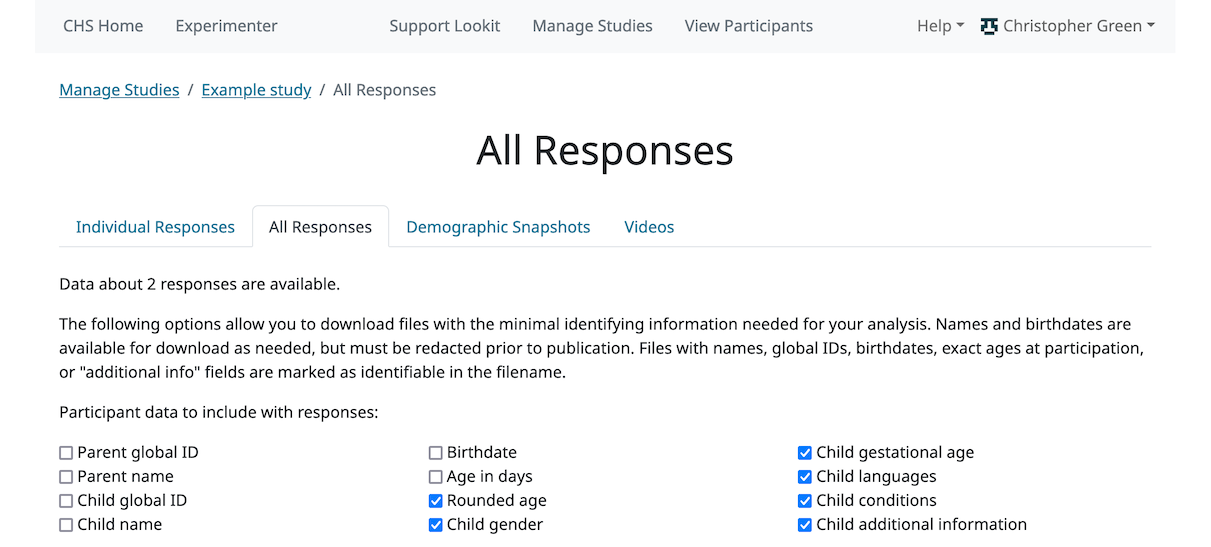 CHS Home Experimenter Support Lookit Manage Studies View Participants Help Christopher Green
Manage Studies / Example study / All Responses
All Responses
Individual Responses All Responses Demographic Snapshots Videos
Data about 2 responses are available.
The following options allow you to download files with the minimal identifying information needed for your analysis. Names and birthdates are
available for download as needed, but must be redacted prior to publication. Files with names, global IDs, birthdates, exact ages at participation,
or "additional info" fields are marked as identifiable in the filename.
Participant data to include with responses:
Parent global ID Birthdate Child gestational age
Parent name Age in days Child languages
Child global ID Rounded age Child conditions
Child name Child gender Child additional information